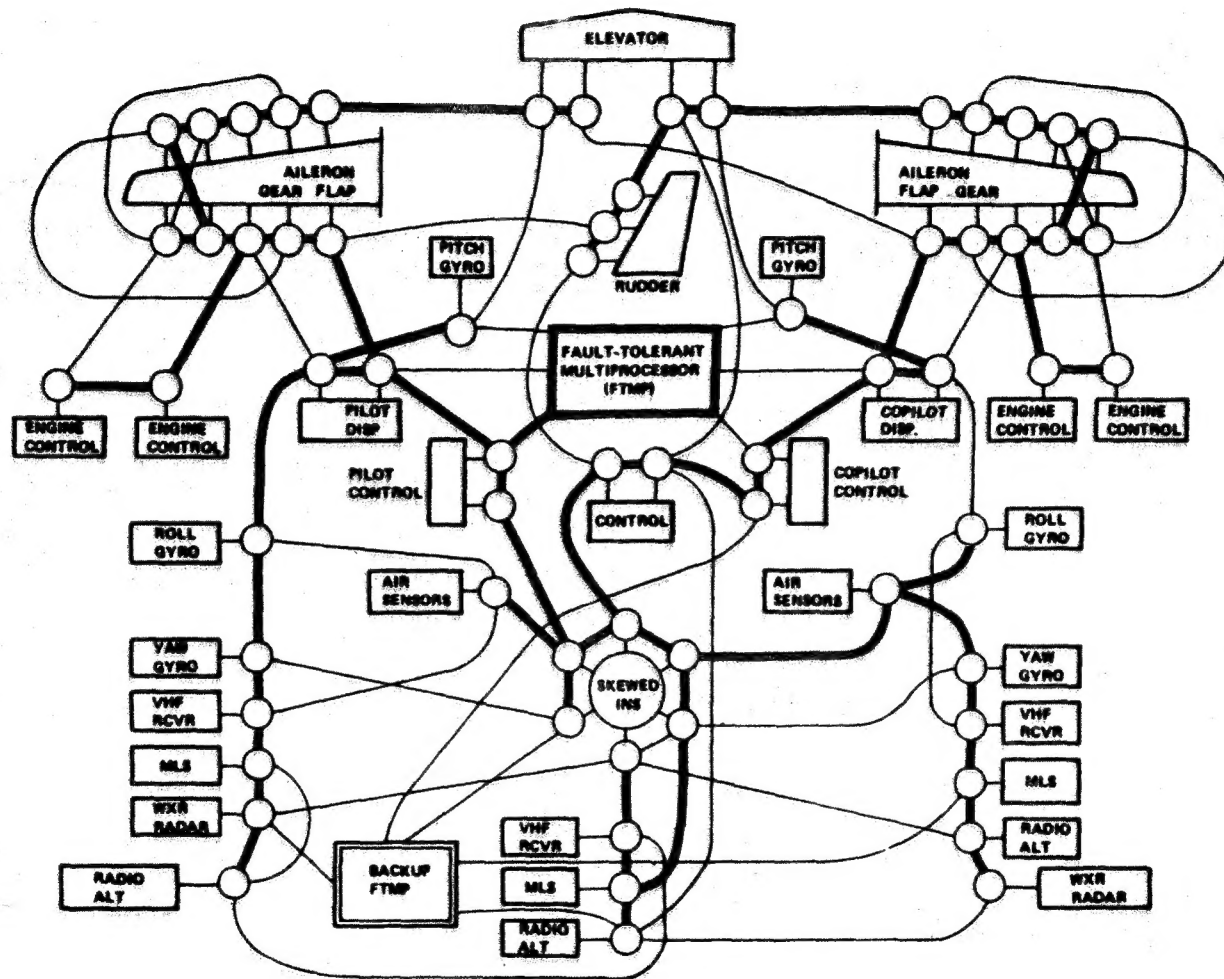 ELEVATOR
AILERON
GEAR FLAP
AILERON
FLAP GEAR
PITCH
GYRO
RUDDER
PITCH
GYRO
FAULT-TOLERANT
MULTIPROCESSOR
(FTMP)
ENGINE
CONTROL
ENGINE
CONTROL
PILOT
DISP.
COPILOT
DISP.
ENGINE
CONTROL
ENGINE
CONTROL
PILOT
CONTROL
CONTROL
COPILOT
CONTROL
ROLL
GYRO
AIR
SENSORS
AIR
SENSORS
ROLL
GYRO
YAW
GYRO
SKEWED
INS
YAW
GYRO
VHF
RCVR
VHF
RCVR
MLS
MLS
WXR
RADAR
VHF
RCVR
RADIO
ALT
RADIO
ALT
BACKUP
FTMP
MLS
WXR
RADAR
RADIO
ALT